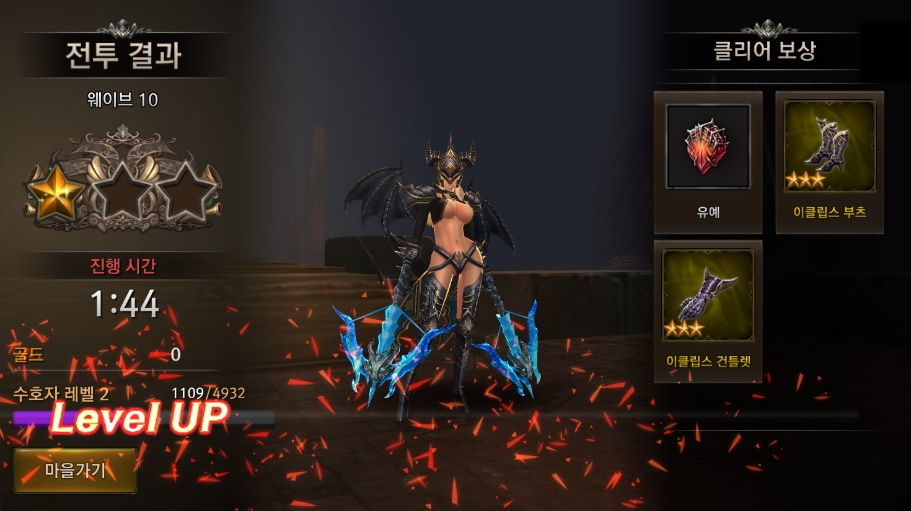 전투 결과
웨이브 10
진행 시간
1:44
골드 0
수호자 레벨 2 1109/4932
Level UP
마을가기
클리어 보상
유예
이클립스 부츠
이클립스 건틀렛